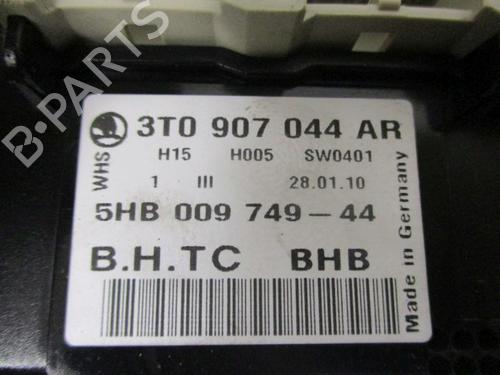 3T0 907 044 AR
WHS
H15 H005 SW0401
1 III 28.01.10
5HB 009 749-44
B.H.TC BHB
Made in Germany